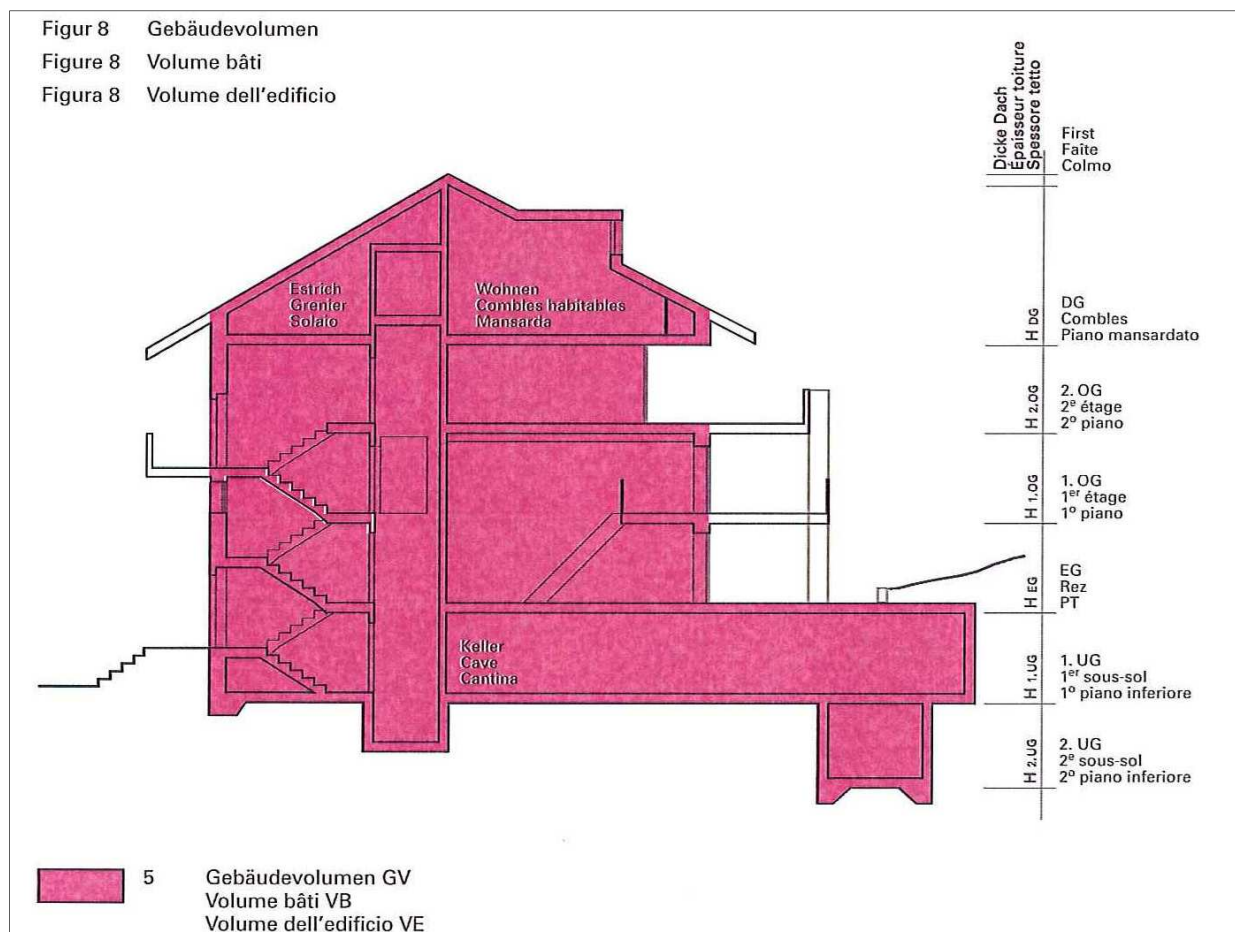 Figur 8 Gebäudevolumen
Figure 8 Volume bâti
Figura 8 Volume dell'edificio
Dicke Dach
Épaisseur toiture
Spessore tetto
First
Faîte
Colmo
Estrich
Grenier
Solaio
Wohnen
Combles habitables
Mansarda
H DG
DG
Combles
Piano mansardato
H 2.OG
2. OG
2e étage
2o piano
H 1.OG
1. OG
1er étage
1o piano
H EG
EG
Rez
PT
Keller
Cave
Cantina
H 1.UG
1. UG
1er sous-sol
1o piano inferiore
H 2.UG
2. UG
2e sous-sol
2o piano inferiore
5 Gebäudevolumen GV
Volume bâti VB
Volume dell'edificio VE